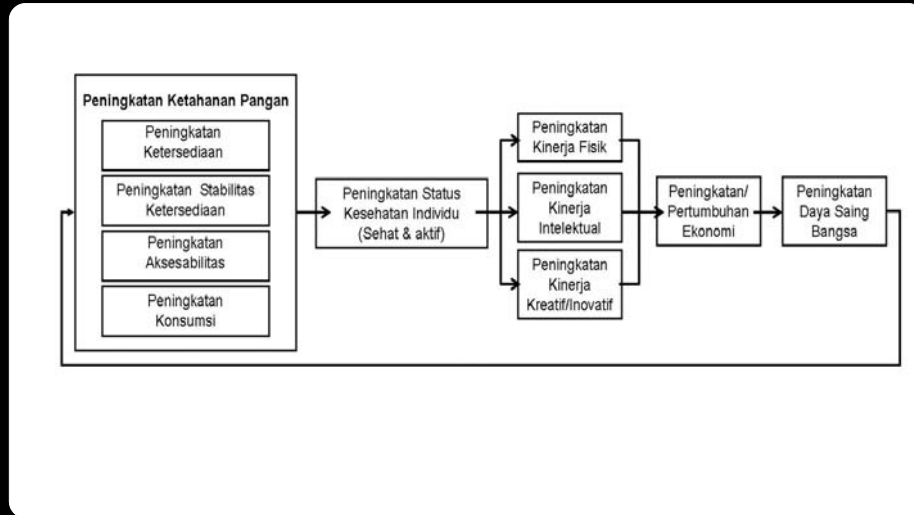 Peningkatan Ketahanan Pangan
Peningkatan
Ketersediaan
Peningkatan Stabilitas
Ketersediaan
Peningkatan
Aksesabilitas
Peningkatan
Konsumsi
Peningkatan Status
Kesehatan Individu
(Sehat & aktif)
Peningkatan
Kinerja Fisik
Peningkatan
Kinerja
Intelektual
Peningkatan
Kinerja
Kreatif/Inovatif
Peningkatan/
Pertumbuhan
Ekonomi
Peningkatan
Daya Saing
Bangsa